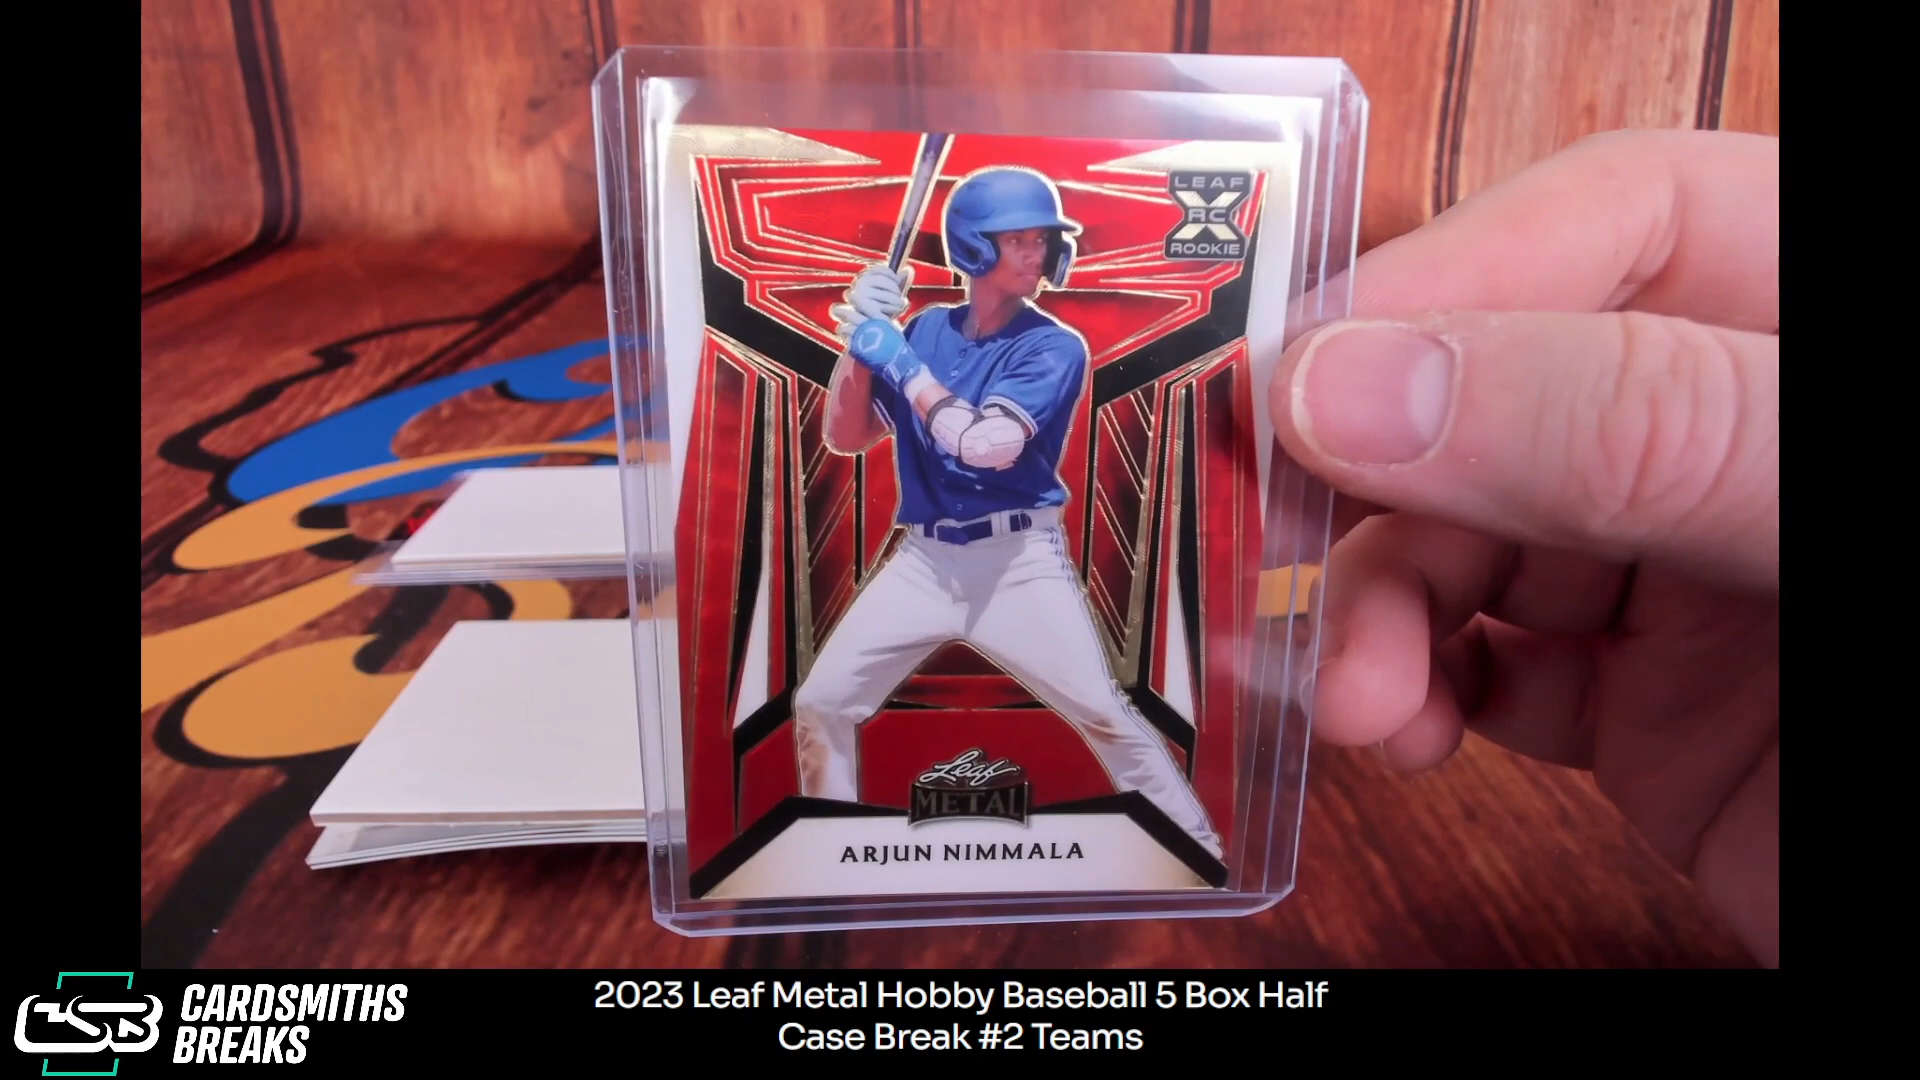 LEAF
RC
ROOKIE
Leaf
METAL
ARJUN NIMMALA
CSB
CARDSMITHS
BREAKS
2023 Leaf Metal Hobby Baseball 5 Box Half
Case Break #2 Teams